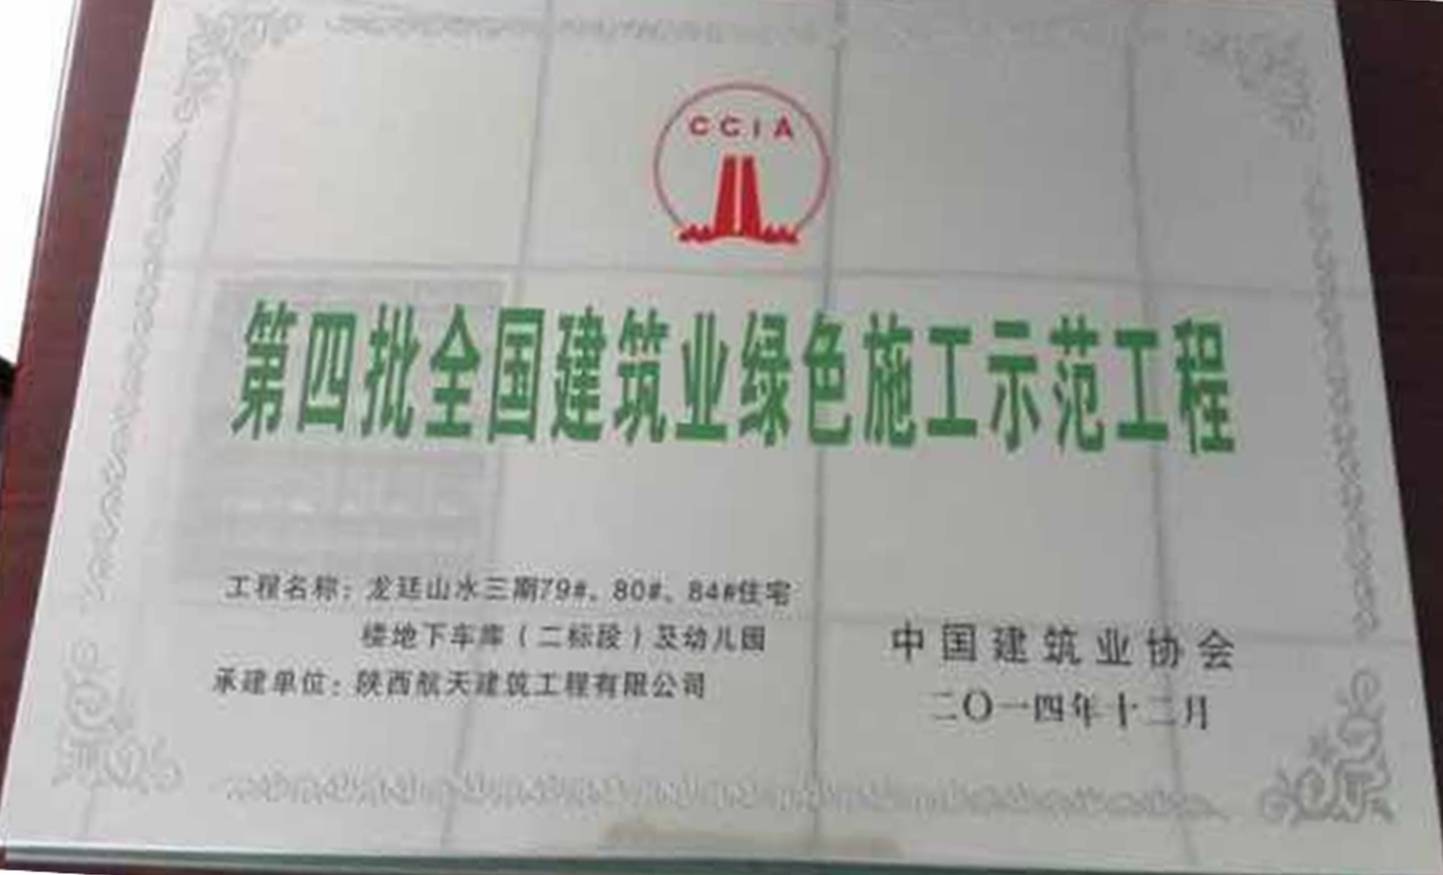 CCIA
第四批全国建筑业绿色施工示范工程
工程名称：龙廷山水三期79#、80#、84#住宅
楼地下车库（二标段）及幼儿园
承建单位：陕西航天建筑工程有限公司
中国建筑业协会
二〇一四年十二月